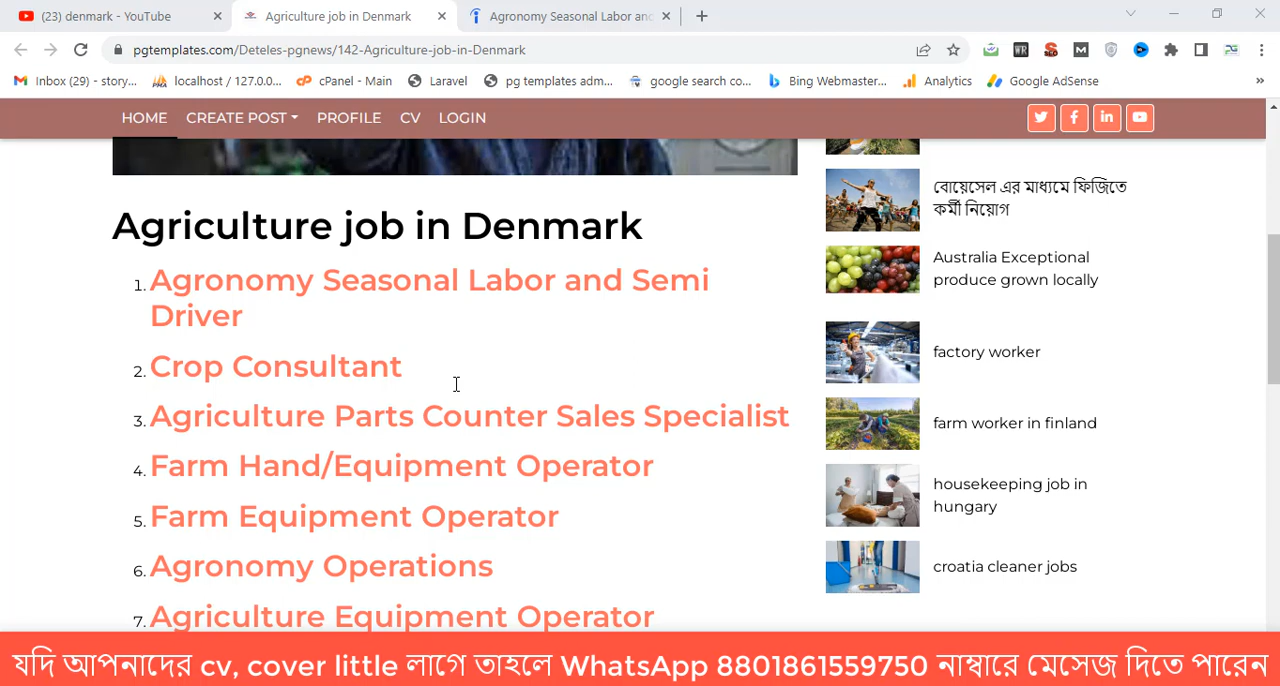 (23) denmark - YouTube
Agriculture job in Denmark
Agronomy Seasonal Labor and
pgtemplates.com/Deteles-pgnews/142-Agriculture-job-in-Denmark
Inbox (29) - story...
localhost / 127.0.0...
cPanel - Main
Laravel
pg templates adm...
google search co...
Bing Webmaster...
Analytics
Google AdSense
»
HOME
CREATE POST
PROFILE
CV
LOGIN
Agriculture job in Denmark
1. Agronomy Seasonal Labor and Semi
Driver
2. Crop Consultant
3. Agriculture Parts Counter Sales Specialist
4. Farm Hand/Equipment Operator
5. Farm Equipment Operator
6. Agronomy Operations
7. Agriculture Equipment Operator
বোয়েসেল এর মাধ্যমে ফিজিতে
কর্মী নিয়োগ
Australia Exceptional
produce grown locally
factory worker
farm worker in finland
housekeeping job in
hungary
croatia cleaner jobs
যদি আপনাদের cv, cover little লাগে তাহলে WhatsApp 8801861559750 নাম্বারে মেসেজ দিতে পারেন